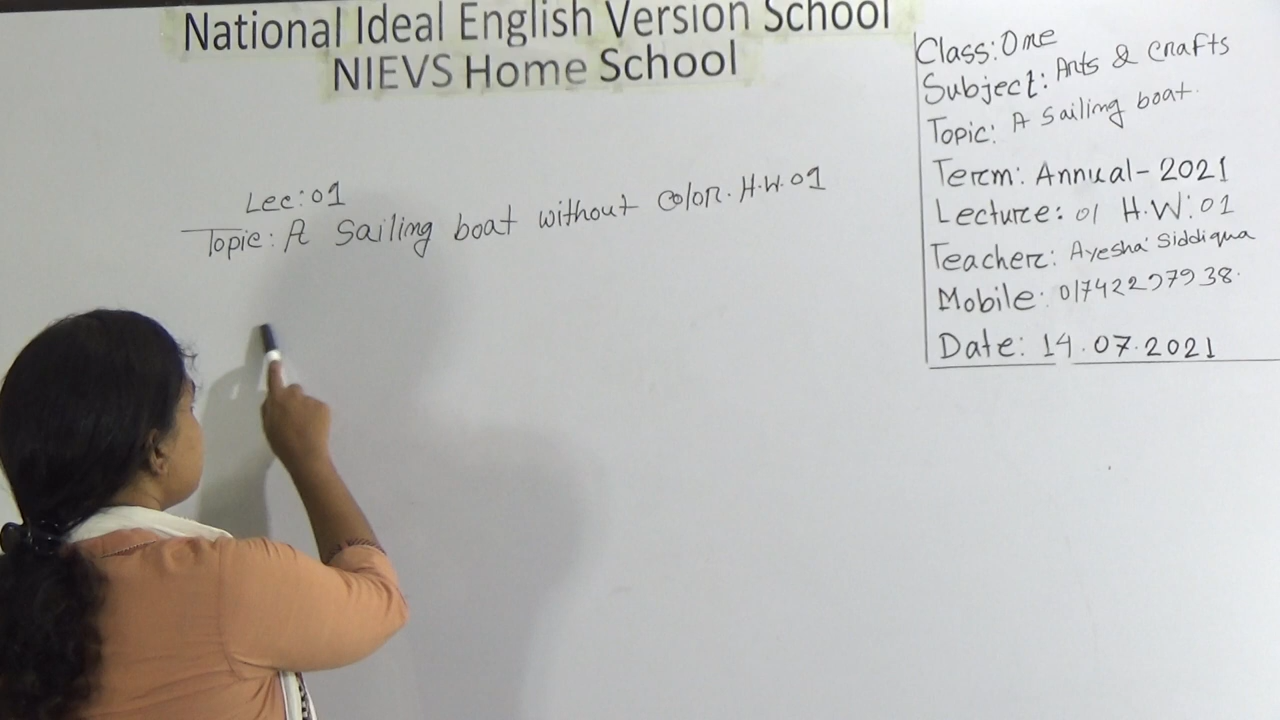 National Ideal English Version School
NIEVS Home School
Lec:01
Topic: A Sailing boat without color. H.W.01
Class: One
Subject: Arts & crafts
Topic: A Sailing boat.
Term: Annual-2021
Lecture: 01 H.W:01
Teacher: Ayesha Siddiqua
Mobile: 01742297938.
Date: 14.07.2021